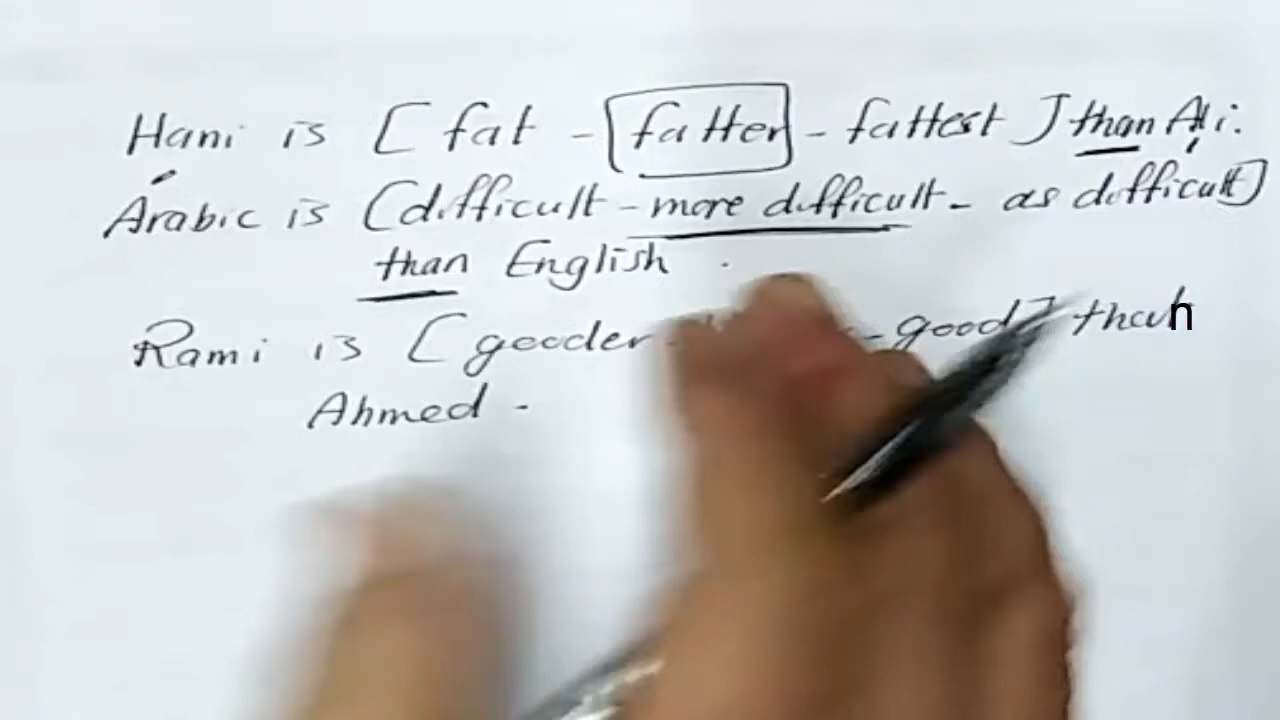 Hani is [ fat - fatter - fattest ] than Ali.
Arabic is (difficult - more difficult - as difficult]
than English .
Rami is [ gooder - - good] than
Ahmed .